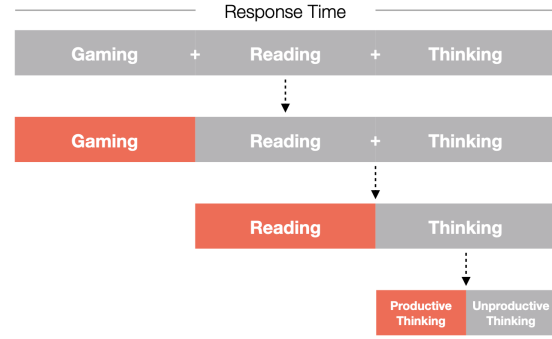 Response Time
Gaming + Reading + Thinking
Gaming Reading + Thinking
Reading Thinking
Productive Unproductive
Thinking Thinking